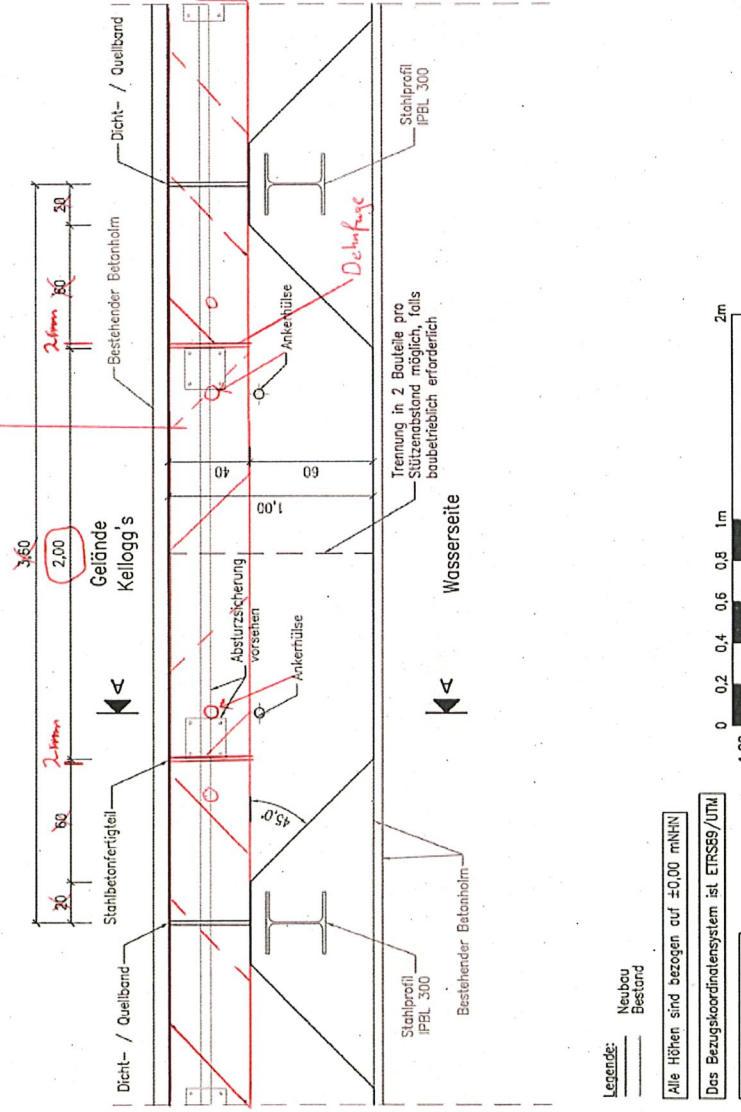 3,60
20
60
2,00
60
20
2mm
2mm
Gelände
Kellogg's
Dicht- / Quellband
Stahlbetonfertigteil
Bestehender Betonholm
Dicht- / Quellband
A
A
Absturzsicherung
vorsehen
Ankerhülse
Ankerhülse
40
60
1,00
45,0°
Dehnfuge
Stahlprofil
IPBL 300
Stahlprofil
IPBL 300
Bestehender Betonholm
Trennung in 2 Bauteile pro
Stützenabstand möglich, falls
baubetrieblich erforderlich
Wasserseite
Legende:
Neubau
Bestand
Alle Höhen sind bezogen auf ±0,00 mNHN
Das Bezugskoordinatensystem ist ETRS89/UTM
0 0,2 0,4 0,6 0,8 1m 2m